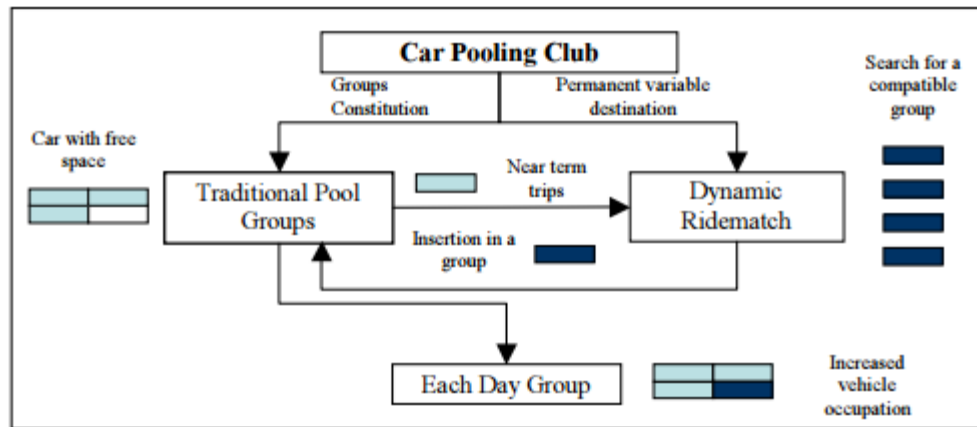 Car Pooling Club
Groups
Constitution
Permanent variable
destination
Search for a
compatible
group
Car with free
space
Traditional Pool
Groups
Near term
trips
Dynamic
Ridematch
Insertion in a
group
Each Day Group
Increased
vehicle
occupation